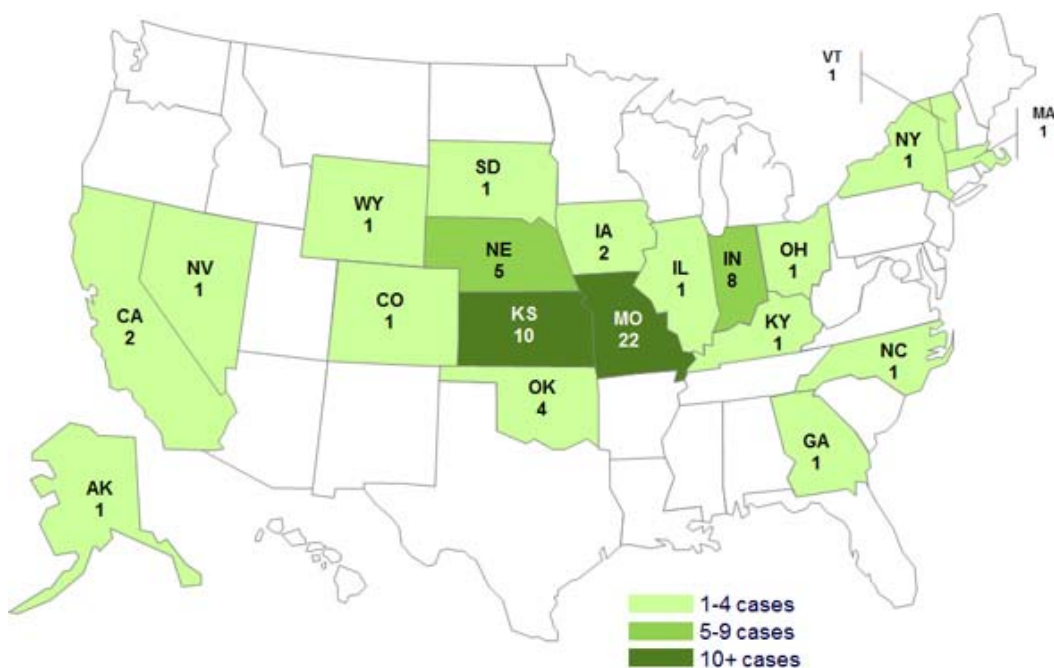 VT
1
MA
1
NY
1
SD
1
WY
1
IA
2
NE
5
OH
1
IN
8
IL
1
NV
1
CO
1
CA
2
KS
10
MO
22
KY
1
NC
1
OK
4
GA
1
AK
1
1-4 cases
5-9 cases
10+ cases